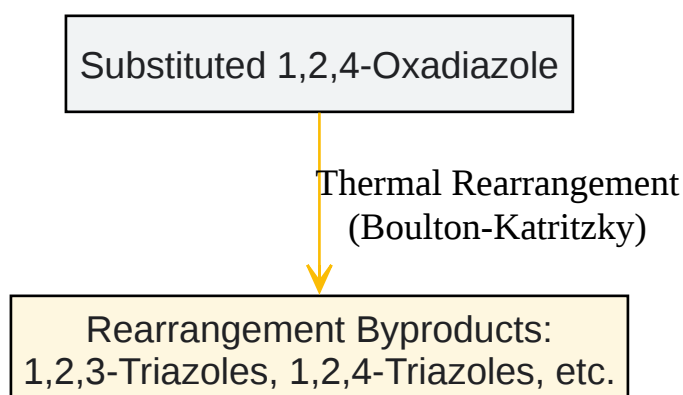 Substituted 1,2,4-Oxadiazole
Thermal Rearrangement
(Boulton-Katritzky)
Rearrangement Byproducts:
1,2,3-Triazoles, 1,2,4-Triazoles, etc.